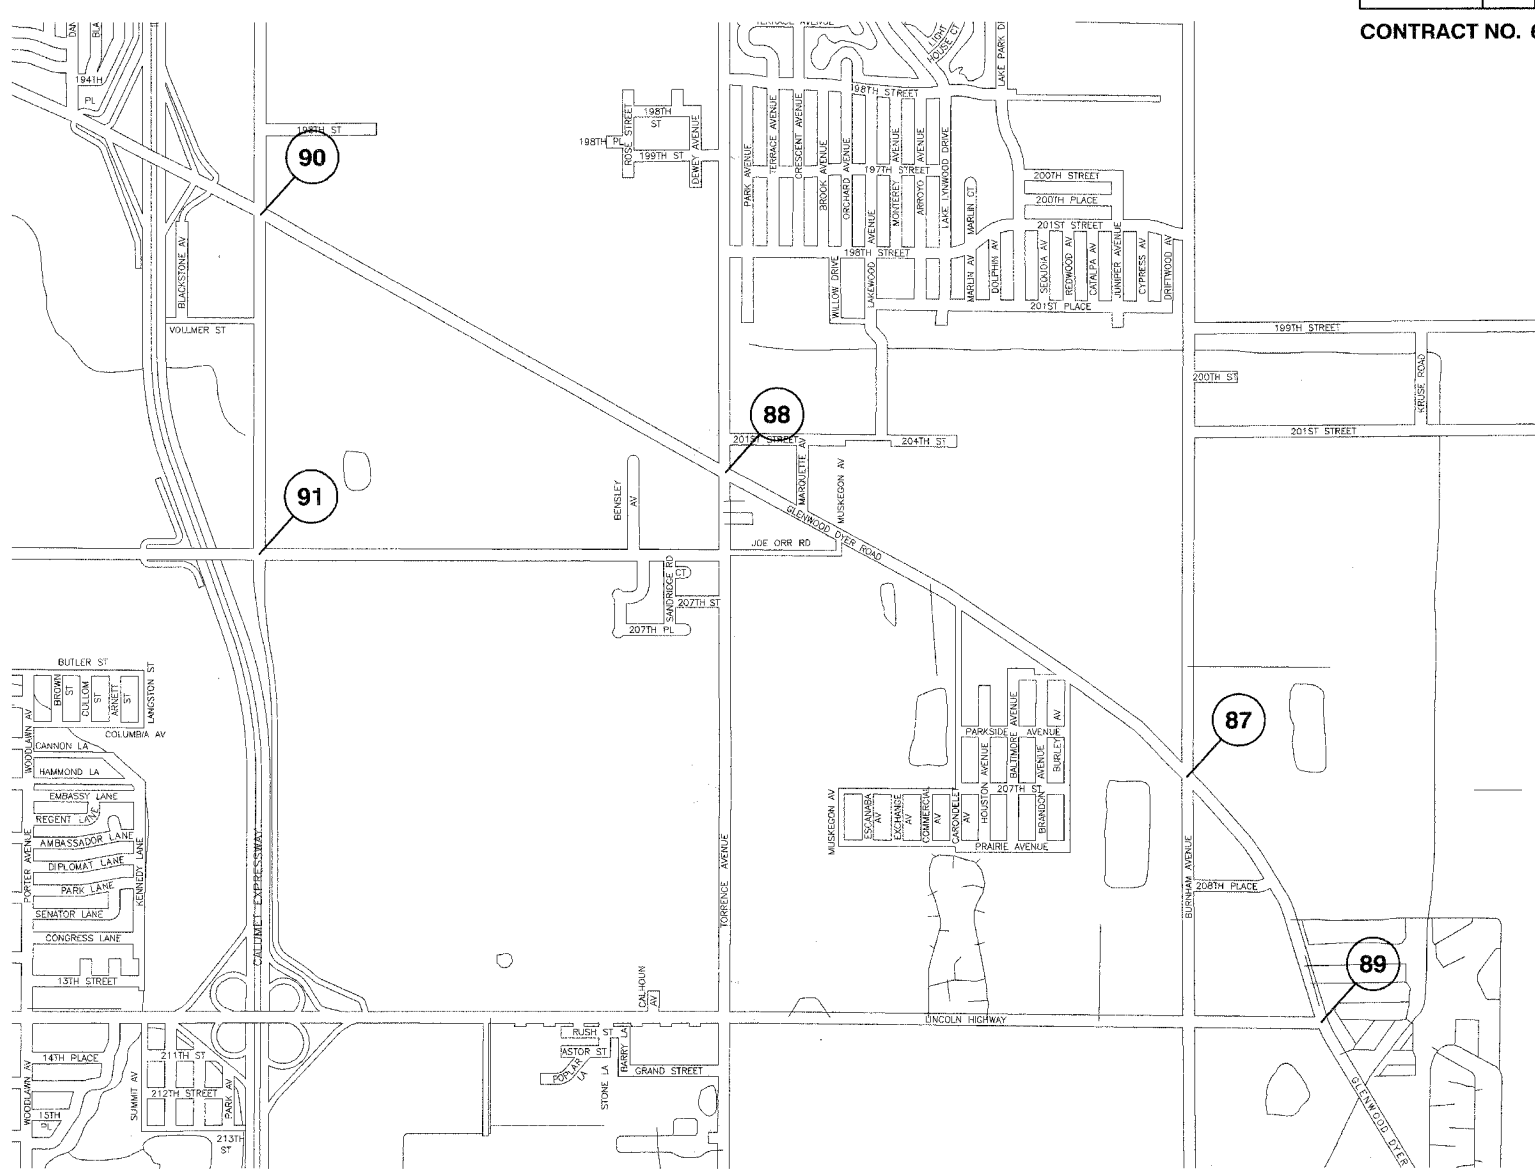 CONTRACT NO. 6
TERRACE AVENUE
LIGHT
HOUSE CT
LAKE PARK D
194TH
PL
198TH ST
90
ROSE STREET
198TH
ST
198TH PL
199TH ST
DEWEY AVENUE
198TH STREET
PARK AVENUE
TERRACE AVENUE
CRESCENT AVENUE
BROOK AVENUE
ORCHARD AVENUE
MONTEREY AVENUE
ARROYO AVENUE
LAKE LYNWOOD DRIVE
197TH STREET
MARLIN CT
200TH STREET
200TH PLACE
201ST STREET
198TH STREET
WILLOW DRIVE
LAKEWOOD AVENUE
MARLIN AV
DOLPHIN AV
SEQUOIA AV
REDWOOD AV
CATALPA AV
JUNIPER AVENUE
CYPRESS AV
DRIFTWOOD AV
201ST PLACE
BLACKSTONE AV
VOLLMER ST
199TH STREET
200TH ST
KRUSE ROAD
201ST STREET
88
201ST STREET
204TH ST
MARQUETTE AV
MUSKEGON AV
91
BENSLEY
AV
GLENWOOD DYER ROAD
JOE ORR RD
SANDRIDGE RD
CT
207TH ST
207TH PL
BUTLER ST
BROWN
ST
CULLOM
ST
ARNETT
ST
LANGSTON ST
WOODLAWN AV
COLUMBIA AV
CANNON LA
HAMMOND LA
EMBASSY LANE
REGENT LANE
AMBASSADOR LANE
DIPLOMAT LANE
PARK LANE
SENATOR LANE
CONGRESS LANE
13TH STREET
PORTER AVENUE
KENNEDY LANE
CALUMET EXPRESSWAY
TORRENCE AVENUE
87
PARKSIDE AVENUE
HOUSTON AVENUE
BALTIMORE AVENUE
BRANDON AVENUE
BURLEY AV
207TH ST
MUSKEGON AV
ESCANABA
AV
EXCHANGE
AV
COMMERCIAL
AV
CARONDELET
AV
PRAIRIE AVENUE
BURNHAM AVENUE
208TH PLACE
89
CALHOUN
AV
LINCOLN HIGHWAY
RUSH ST
ASTOR ST
POPLAR
LA
STONE LA
BARRY LA
GRAND STREET
14TH PLACE
WOODLAWN AV
15TH
PL
SUMMIT AV
211TH ST
212TH STREET
PARK AV
213TH
ST
GLENWOOD DYER